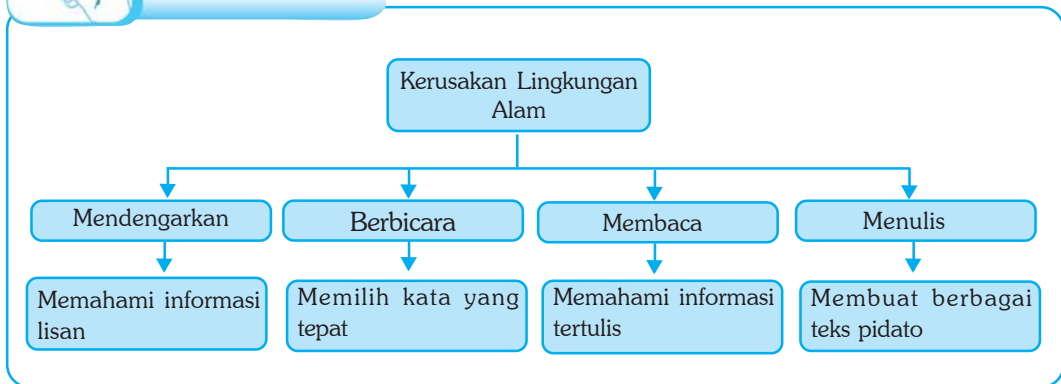 Kerusakan Lingkungan
Alam
Mendengarkan
Berbicara
Membaca
Menulis
Memahami informasi
lisan
Memilih kata yang
tepat
Memahami informasi
tertulis
Membuat berbagai
teks pidato